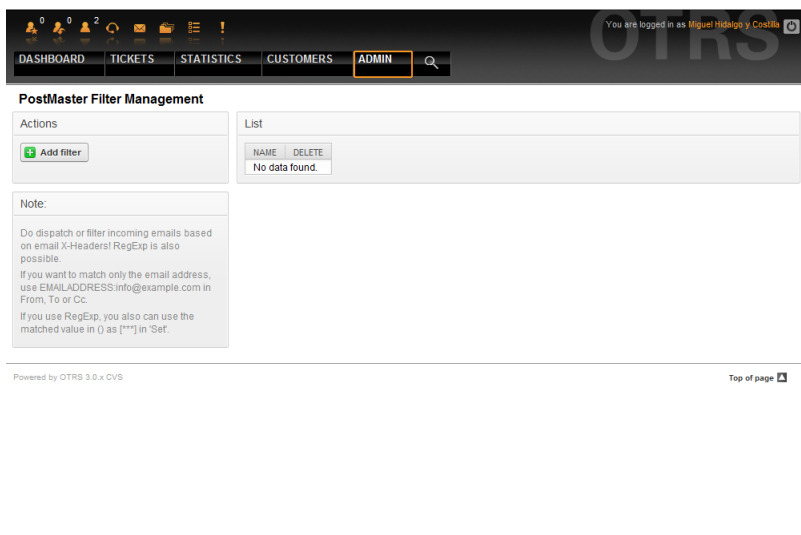 0 0 2
You are logged in as Miguel Hidalgo y Costilla
OTRS
DASHBOARD TICKETS STATISTICS CUSTOMERS ADMIN
PostMaster Filter Management
Actions
Add filter
List
NAME DELETE
No data found.
Note:
Do dispatch or filter incoming emails based
on email X-Headers! RegExp is also
possible.
If you want to match only the email address,
use EMAILADDRESS:info@example.com in
From, To or Cc.
If you use RegExp, you also can use the
matched value in () as [***] in 'Set'.
Powered by OTRS 3.0.x CVS
Top of page